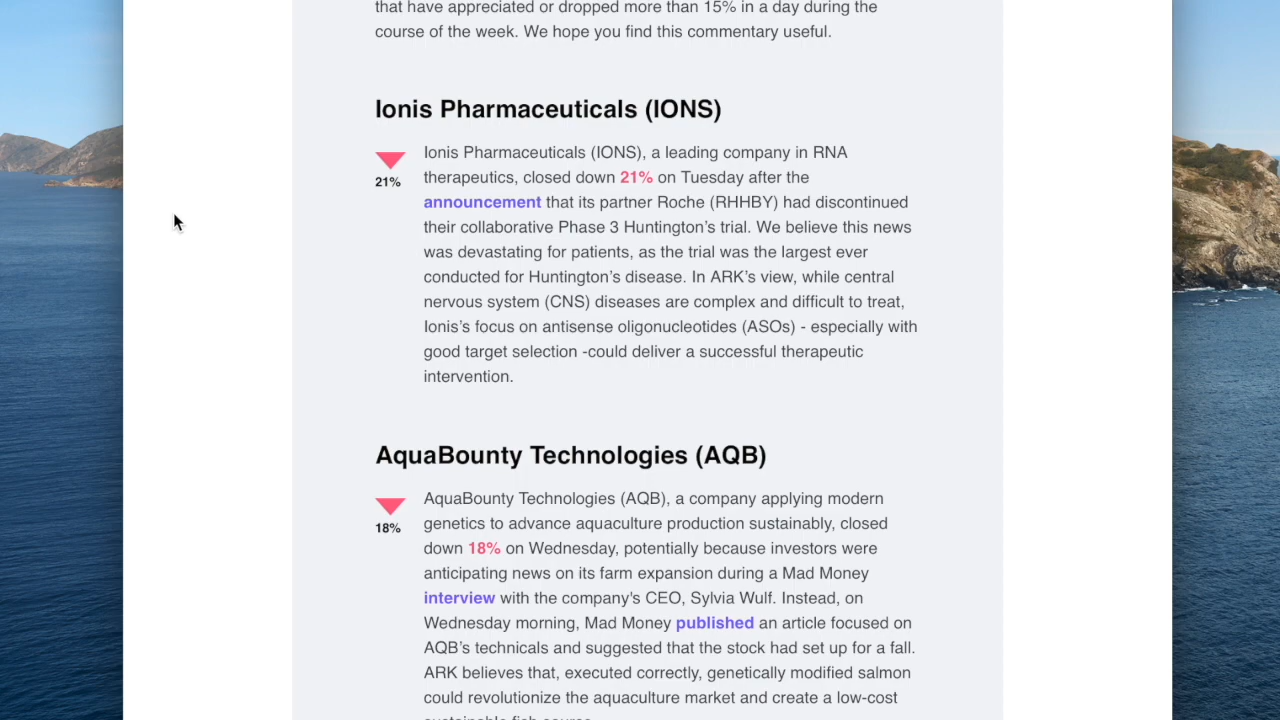 that have appreciated or dropped more than 15% in a day during the
course of the week. We hope you find this commentary useful.
Ionis Pharmaceuticals (IONS)
21%
Ionis Pharmaceuticals (IONS), a leading company in RNA
therapeutics, closed down 21% on Tuesday after the
announcement that its partner Roche (RHHBY) had discontinued
their collaborative Phase 3 Huntington’s trial. We believe this news
was devastating for patients, as the trial was the largest ever
conducted for Huntington’s disease. In ARK’s view, while central
nervous system (CNS) diseases are complex and difficult to treat,
Ionis’s focus on antisense oligonucleotides (ASOs) - especially with
good target selection -could deliver a successful therapeutic
intervention.
AquaBounty Technologies (AQB)
18%
AquaBounty Technologies (AQB), a company applying modern
genetics to advance aquaculture production sustainably, closed
down 18% on Wednesday, potentially because investors were
anticipating news on its farm expansion during a Mad Money
interview with the company's CEO, Sylvia Wulf. Instead, on
Wednesday morning, Mad Money published an article focused on
AQB’s technicals and suggested that the stock had set up for a fall.
ARK believes that, executed correctly, genetically modified salmon
could revolutionize the aquaculture market and create a low-cost